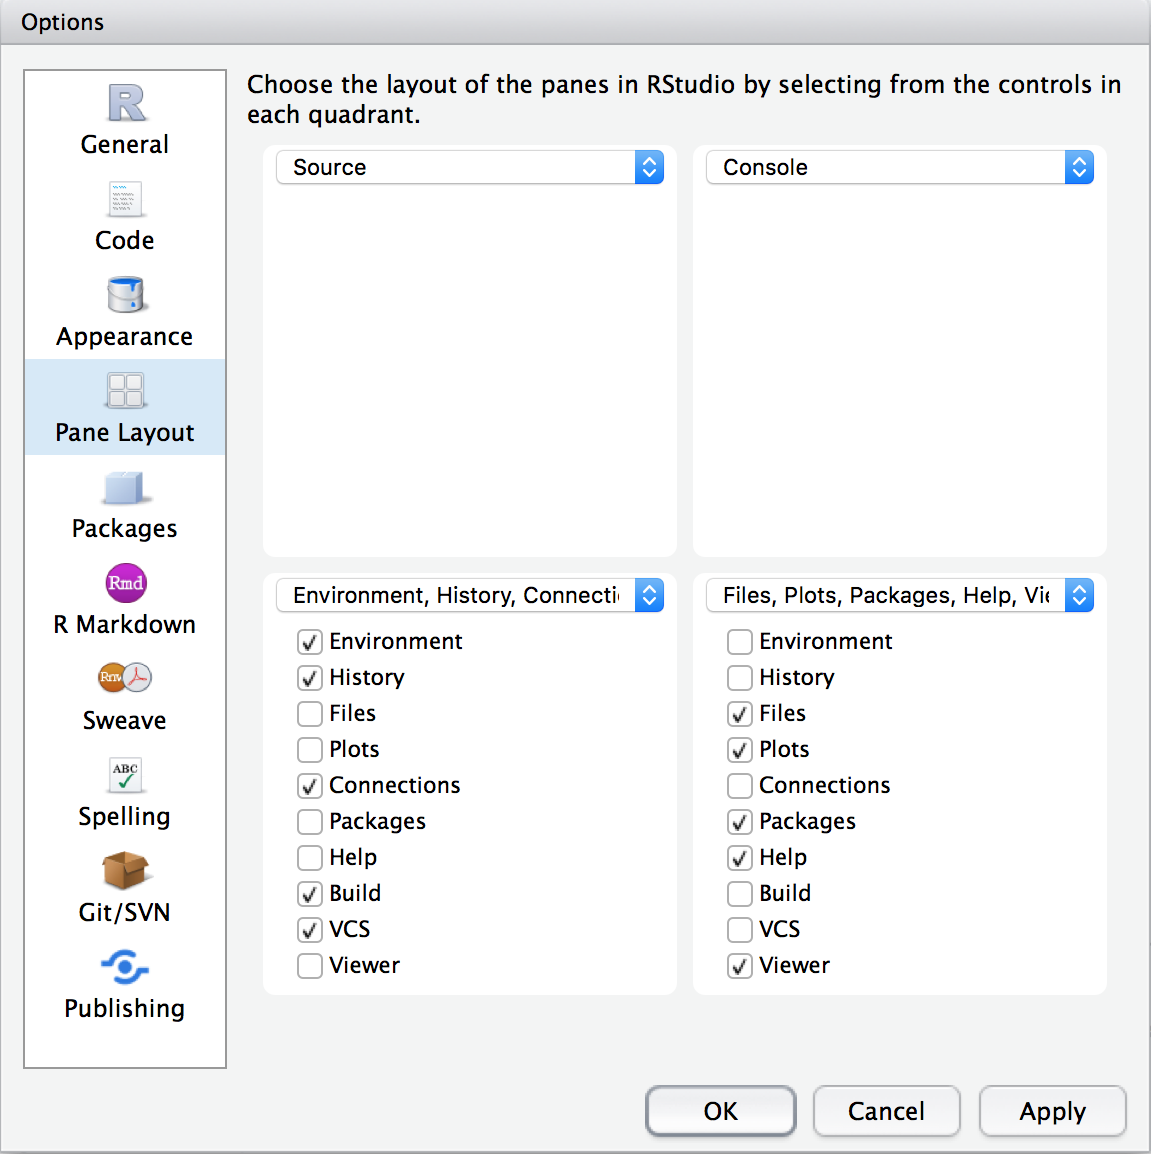 Options
General
Code
Appearance
Pane Layout
Packages
Rmd
R Markdown
Rnw
Sweave
ABC
Spelling
Git/SVN
Publishing
Choose the layout of the panes in RStudio by selecting from the controls in
each quadrant.
Source
Console
Environment, History, Connecti
Environment
History
Files
Plots
Connections
Packages
Help
Build
VCS
Viewer
Files, Plots, Packages, Help, Vie
Environment
History
Files
Plots
Connections
Packages
Help
Build
VCS
Viewer
OK
Cancel
Apply